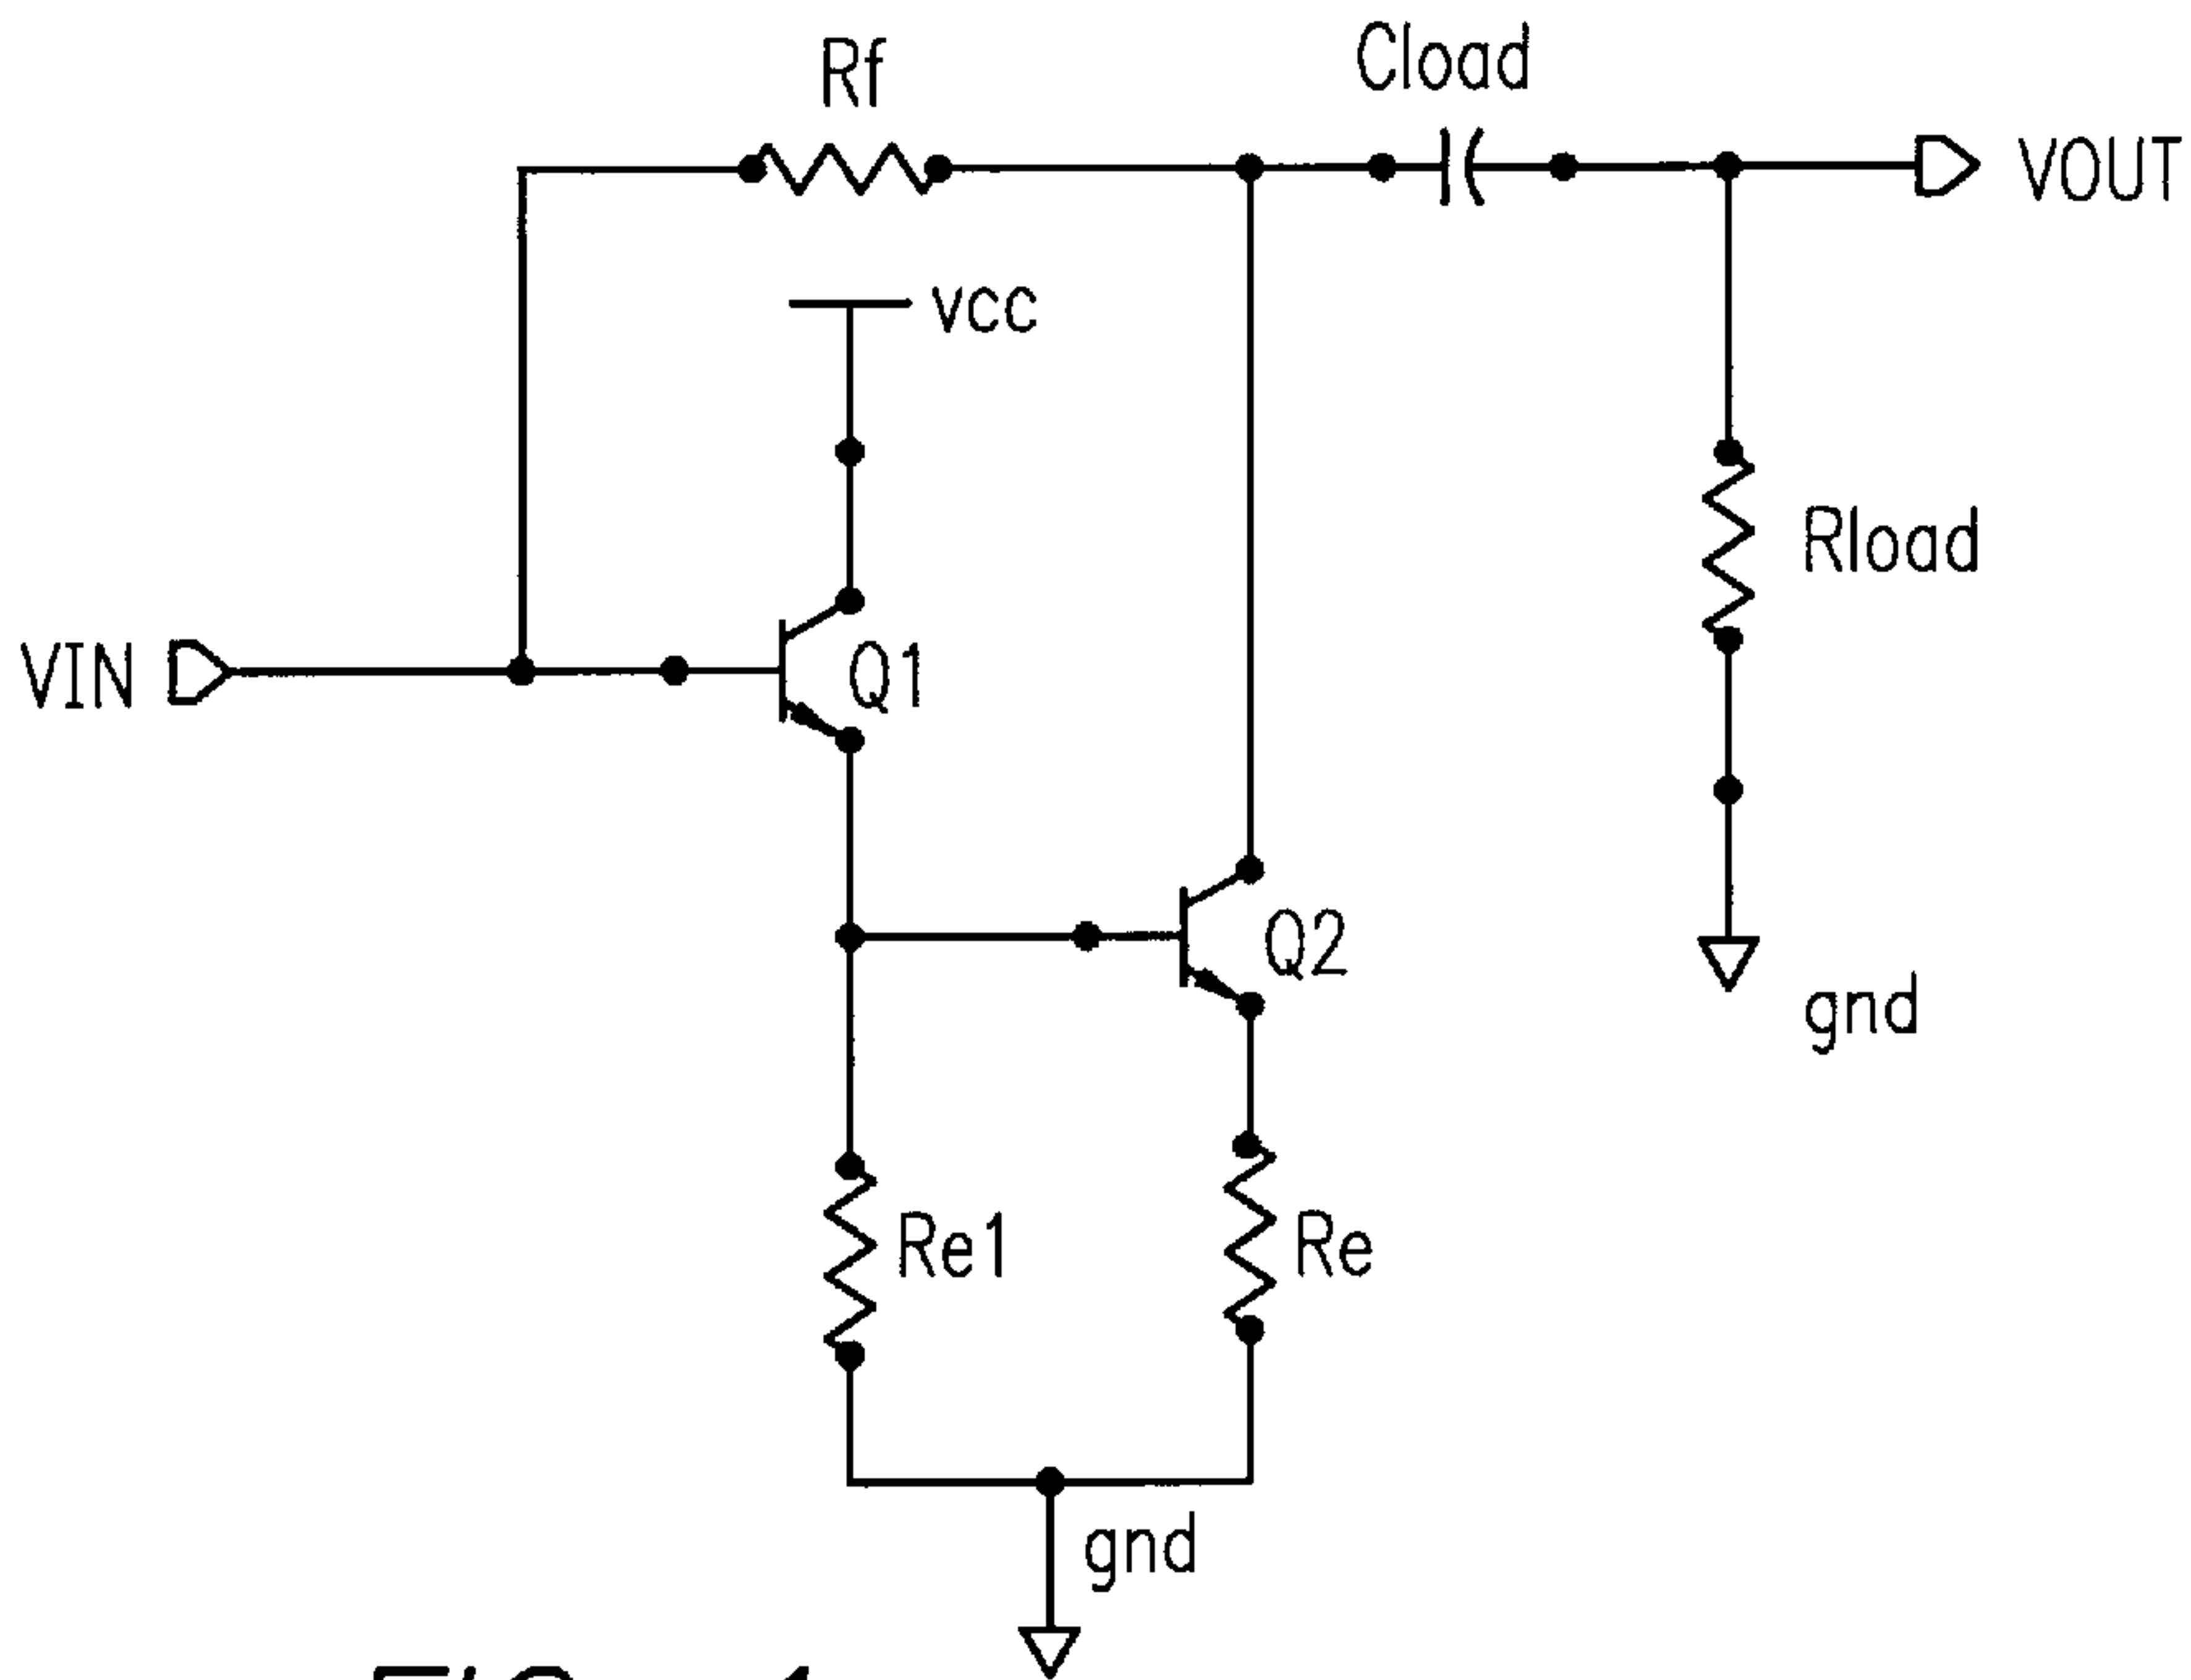 Rf
Cload
VOUT
vcc
Rload
VIN
Q1
Q2
gnd
Re1
Re
gnd